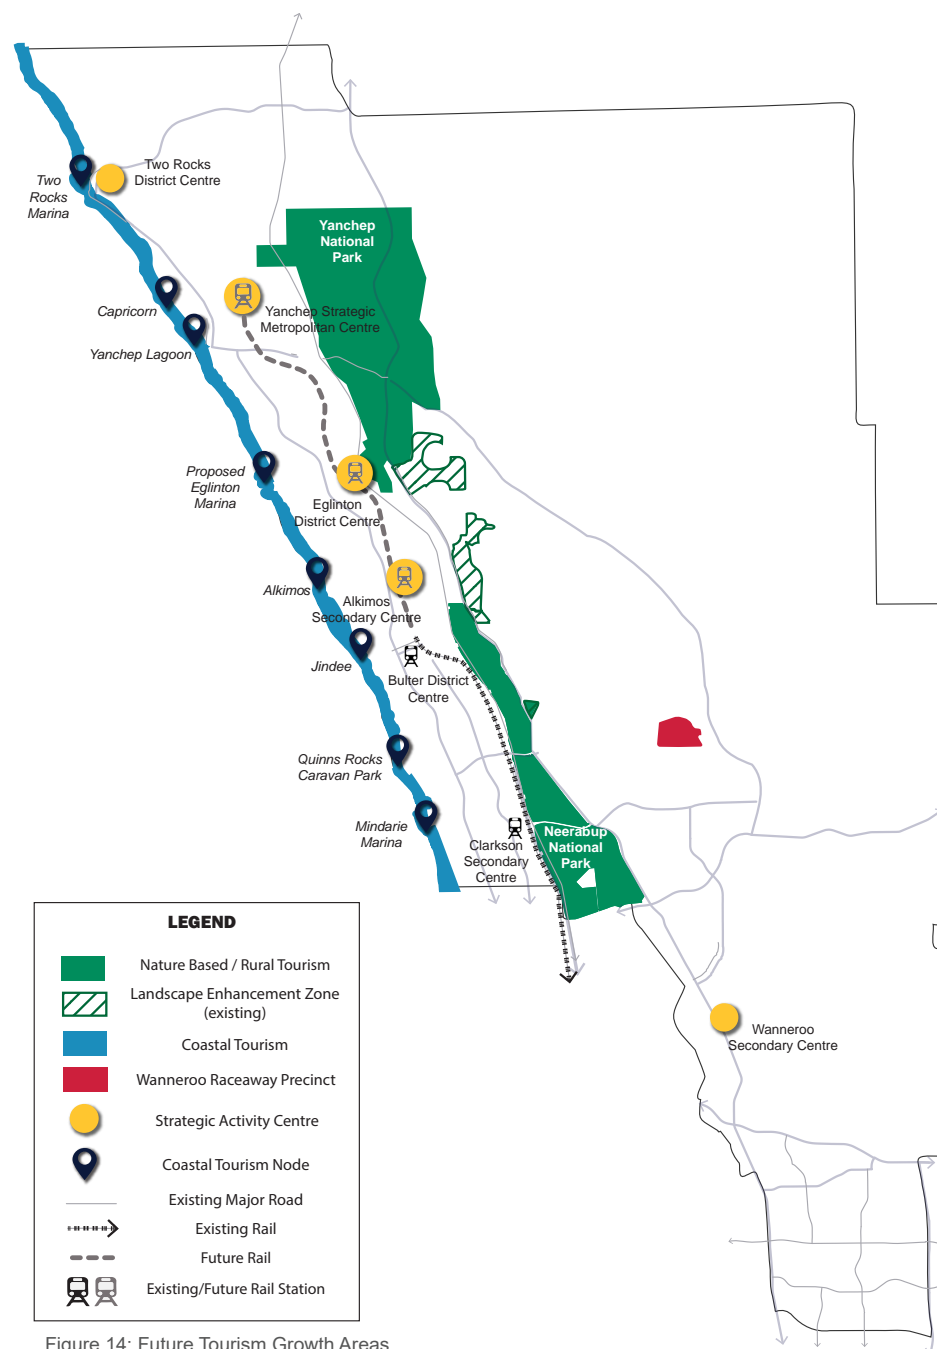 Two Rocks
District Centre
Two
Rocks
Marina
Yanchep
National
Park
Capricorn
Yanchep Strategic
Metropolitan Centre
Yanchep Lagoon
Proposed
Eglinton
Marina
Eglinton
District Centre
Alkimos
Alkimos
Secondary Centre
Jindee
Bulter District
Centre
Quinns Rocks
Caravan Park
Mindarie
Marina
Clarkson
Secondary
Centre
Neerabup
National
Park
Wanneroo
Secondary Centre
LEGEND
Nature Based / Rural Tourism
Landscape Enhancement Zone
(existing)
Coastal Tourism
Wanneroo Raceaway Precinct
Strategic Activity Centre
Coastal Tourism Node
Existing Major Road
Existing Rail
Future Rail
Existing/Future Rail Station
Figure 14: Future Tourism Growth Areas